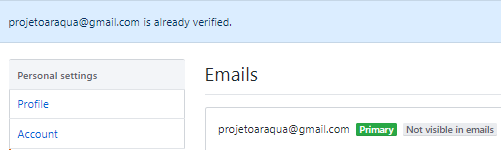 projetoaraqua@gmail.com is already verified.
Personal settings
Emails
Profile
Account
projetoaraqua@gmail.com Primary Not visible in emails